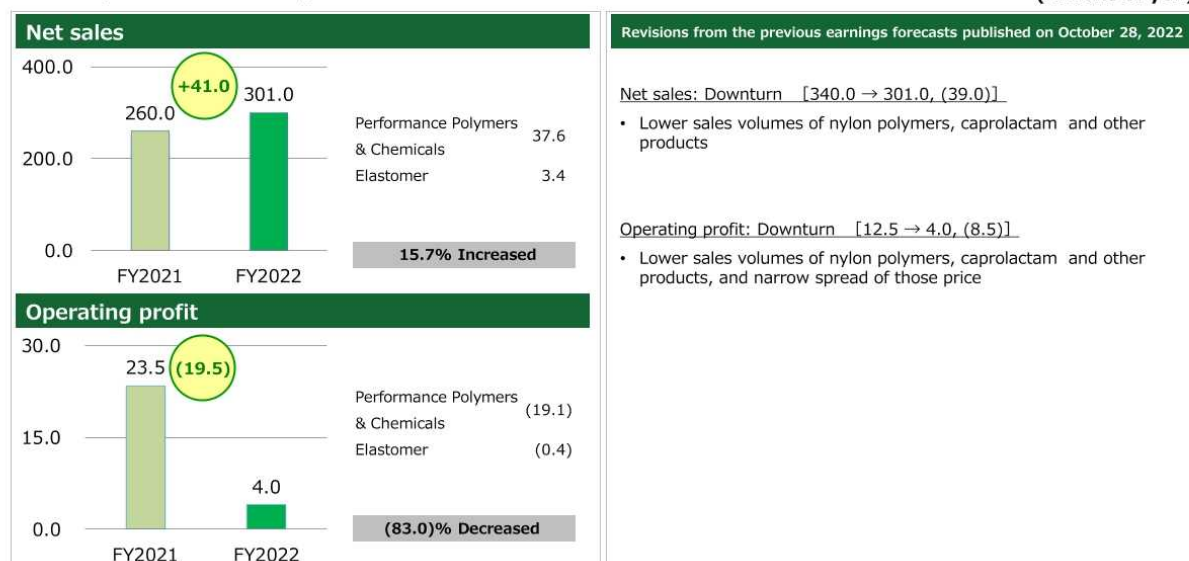 Net sales
400.0
200.0
0.0
+41.0
260.0
301.0
FY2021
FY2022
Performance Polymers
& Chemicals
37.6
Elastomer 3.4
15.7% Increased
Operating profit
30.0
15.0
0.0
23.5
(19.5)
4.0
FY2021
FY2022
Performance Polymers
& Chemicals
(19.1)
Elastomer (0.4)
(83.0)% Decreased
Revisions from the previous earnings forecasts published on October 28, 2022
Net sales: Downturn [340.0 → 301.0, (39.0)]
• Lower sales volumes of nylon polymers, caprolactam and other
products
Operating profit: Downturn [12.5 → 4.0, (8.5)]
• Lower sales volumes of nylon polymers, caprolactam and other
products, and narrow spread of those price